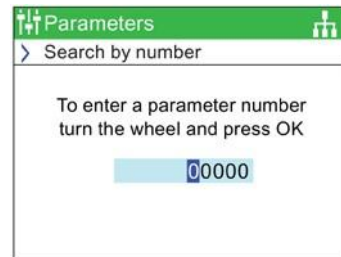 Parameters
Search by number
To enter a parameter number
turn the wheel and press OK
00000